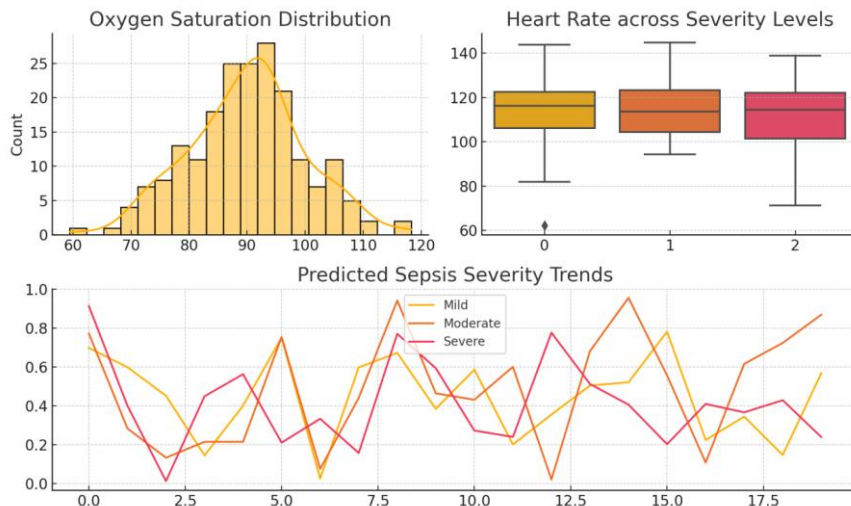 Oxygen Saturation Distribution
Count
25
20
15
10
5
0
60 70 80 90 100 110 120
Heart Rate across Severity Levels
140
120
100
80
60
0 1 2
Predicted Sepsis Severity Trends
1.0
0.8
0.6
0.4
0.2
0.0
Mild
Moderate
Severe
0.0 2.5 5.0 7.5 10.0 12.5 15.0 17.5